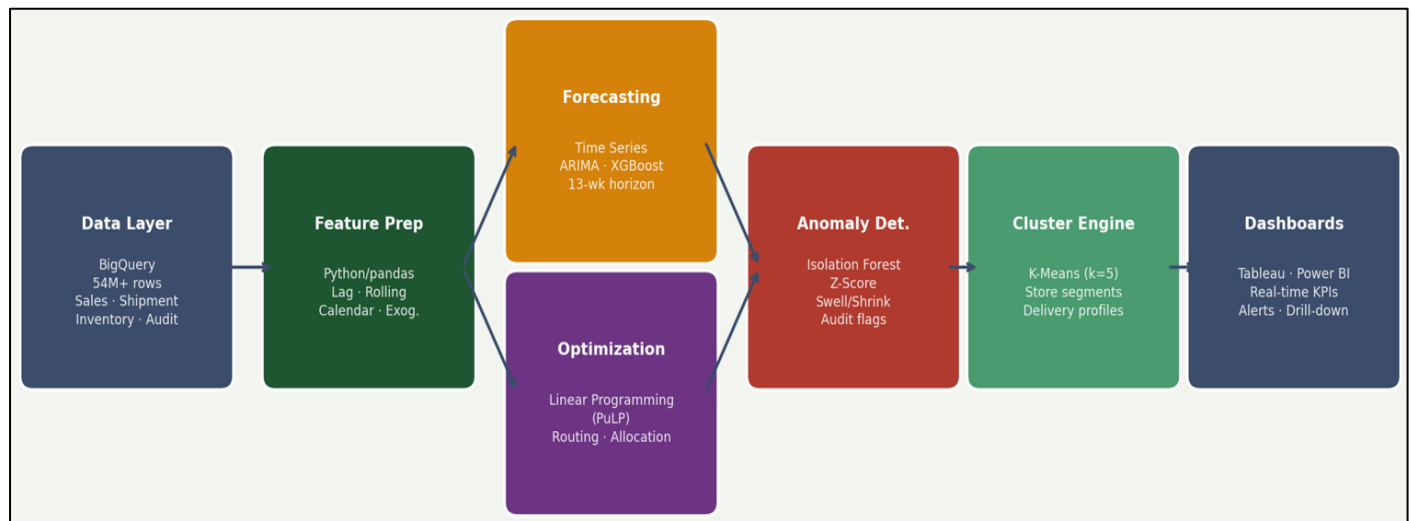 Data Layer
BigQuery
54M+ rows
Sales · Shipment
Inventory · Audit
Feature Prep
Python/pandas
Lag · Rolling
Calendar · Exog.
Forecasting
Time Series
ARIMA · XGBoost
13-wk horizon
Optimization
Linear Programming
(PuLP)
Routing · Allocation
Anomaly Det.
Isolation Forest
Z-Score
Swell/Shrink
Audit flags
Cluster Engine
K-Means (k=5)
Store segments
Delivery profiles
Dashboards
Tableau · Power BI
Real-time KPIs
Alerts · Drill-down